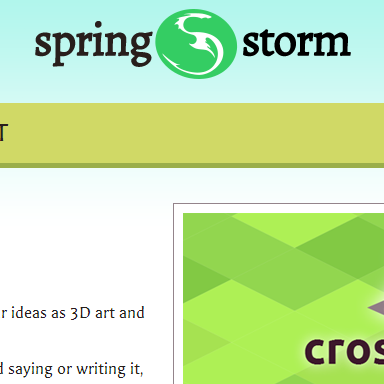 spring storm
T
r ideas as 3D art and
cros
d saying or writing it,